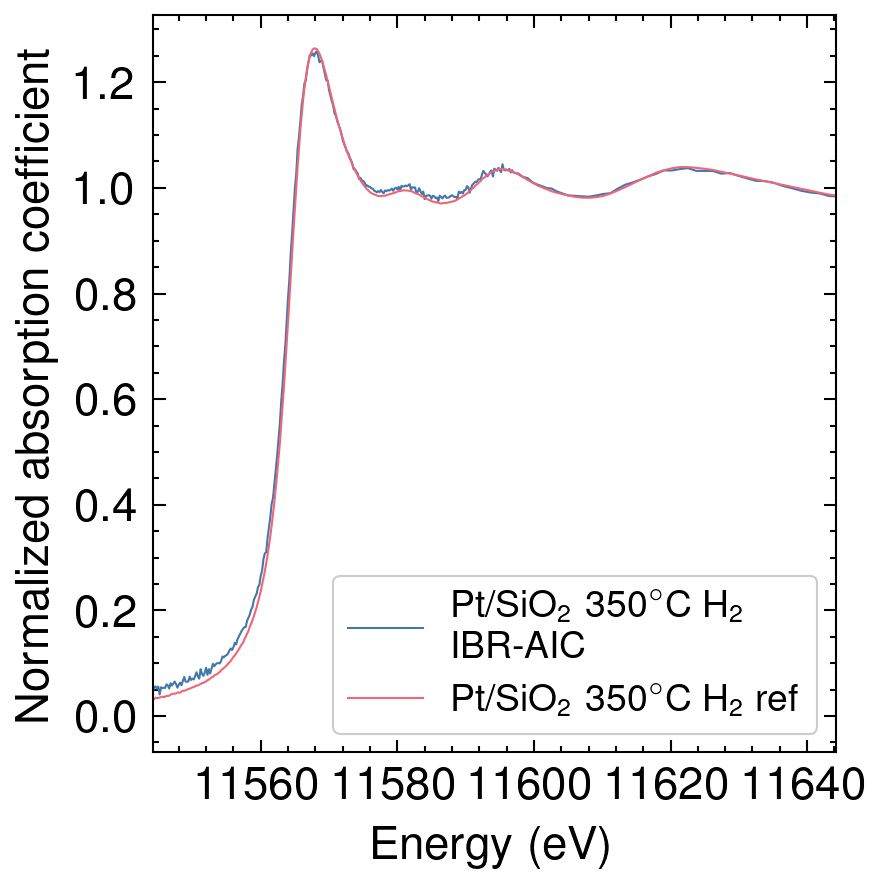 Normalized absorption coefficient
1.2
1.0
0.8
0.6
0.4
0.2
0.0
Pt/SiO₂ 350°C H₂
IBR-AIC
Pt/SiO₂ 350°C H₂ ref
11560 11580 11600 11620 11640
Energy (eV)